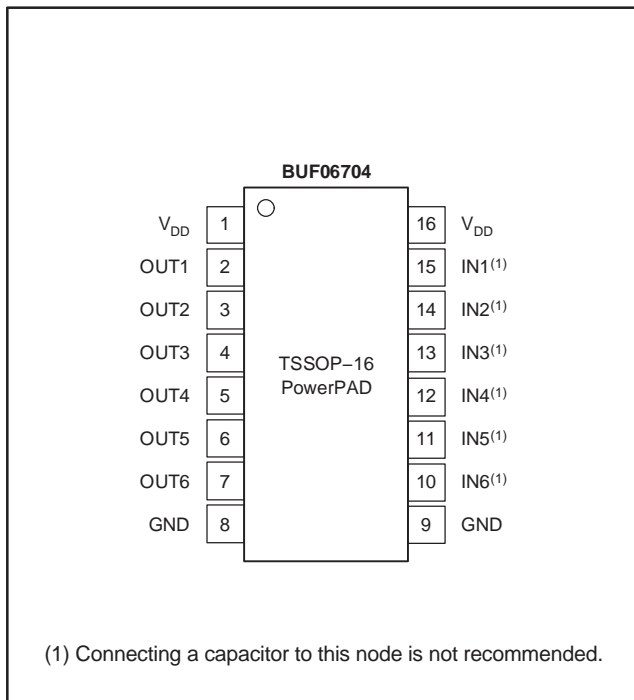 BUF06704
V_DD 1 16 V_DD
OUT1 2 15 IN1(1)
OUT2 3 14 IN2(1)
OUT3 4 13 IN3(1)
TSSOP–16
PowerPAD
OUT4 5 12 IN4(1)
OUT5 6 11 IN5(1)
OUT6 7 10 IN6(1)
GND 8 9 GND
(1) Connecting a capacitor to this node is not recommended.